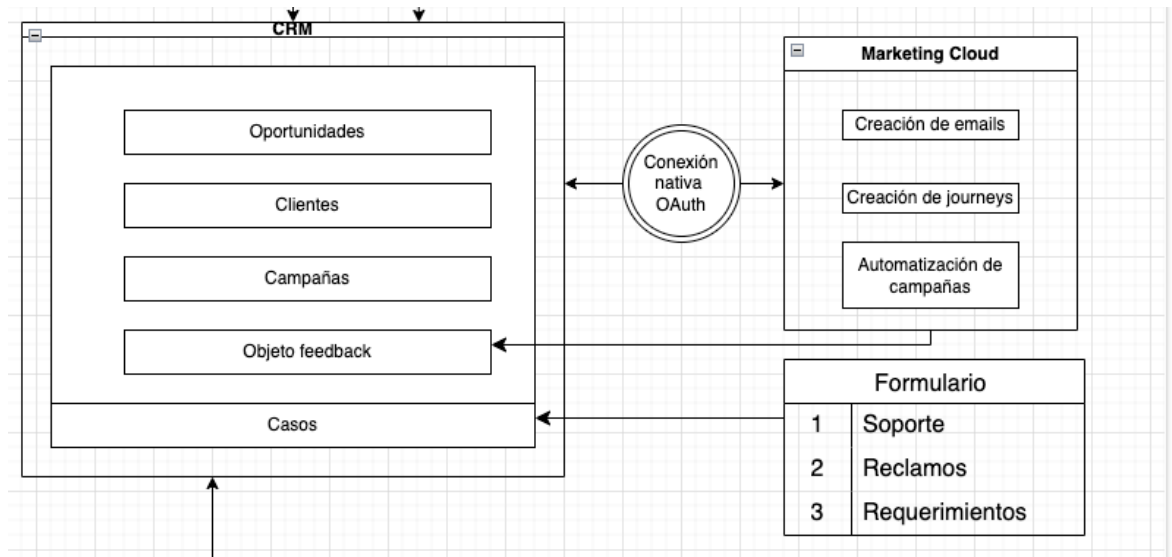 CRM
Oportunidades
Clientes
Campañas
Objeto feedback
Casos
Conexión
nativa
OAuth
Marketing Cloud
Creación de emails
Creación de journeys
Automatización de
campañas
Formulario
1 Soporte
2 Reclamos
3 Requerimientos